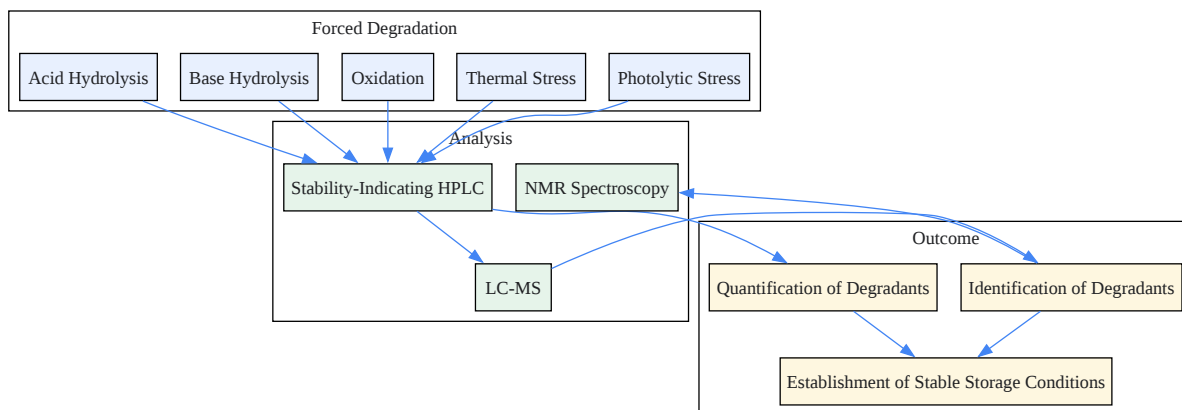 Forced Degradation
Acid Hydrolysis
Base Hydrolysis
Oxidation
Thermal Stress
Photolytic Stress
Analysis
Stability-Indicating HPLC
NMR Spectroscopy
LC-MS
Outcome
Quantification of Degradants
Identification of Degradants
Establishment of Stable Storage Conditions